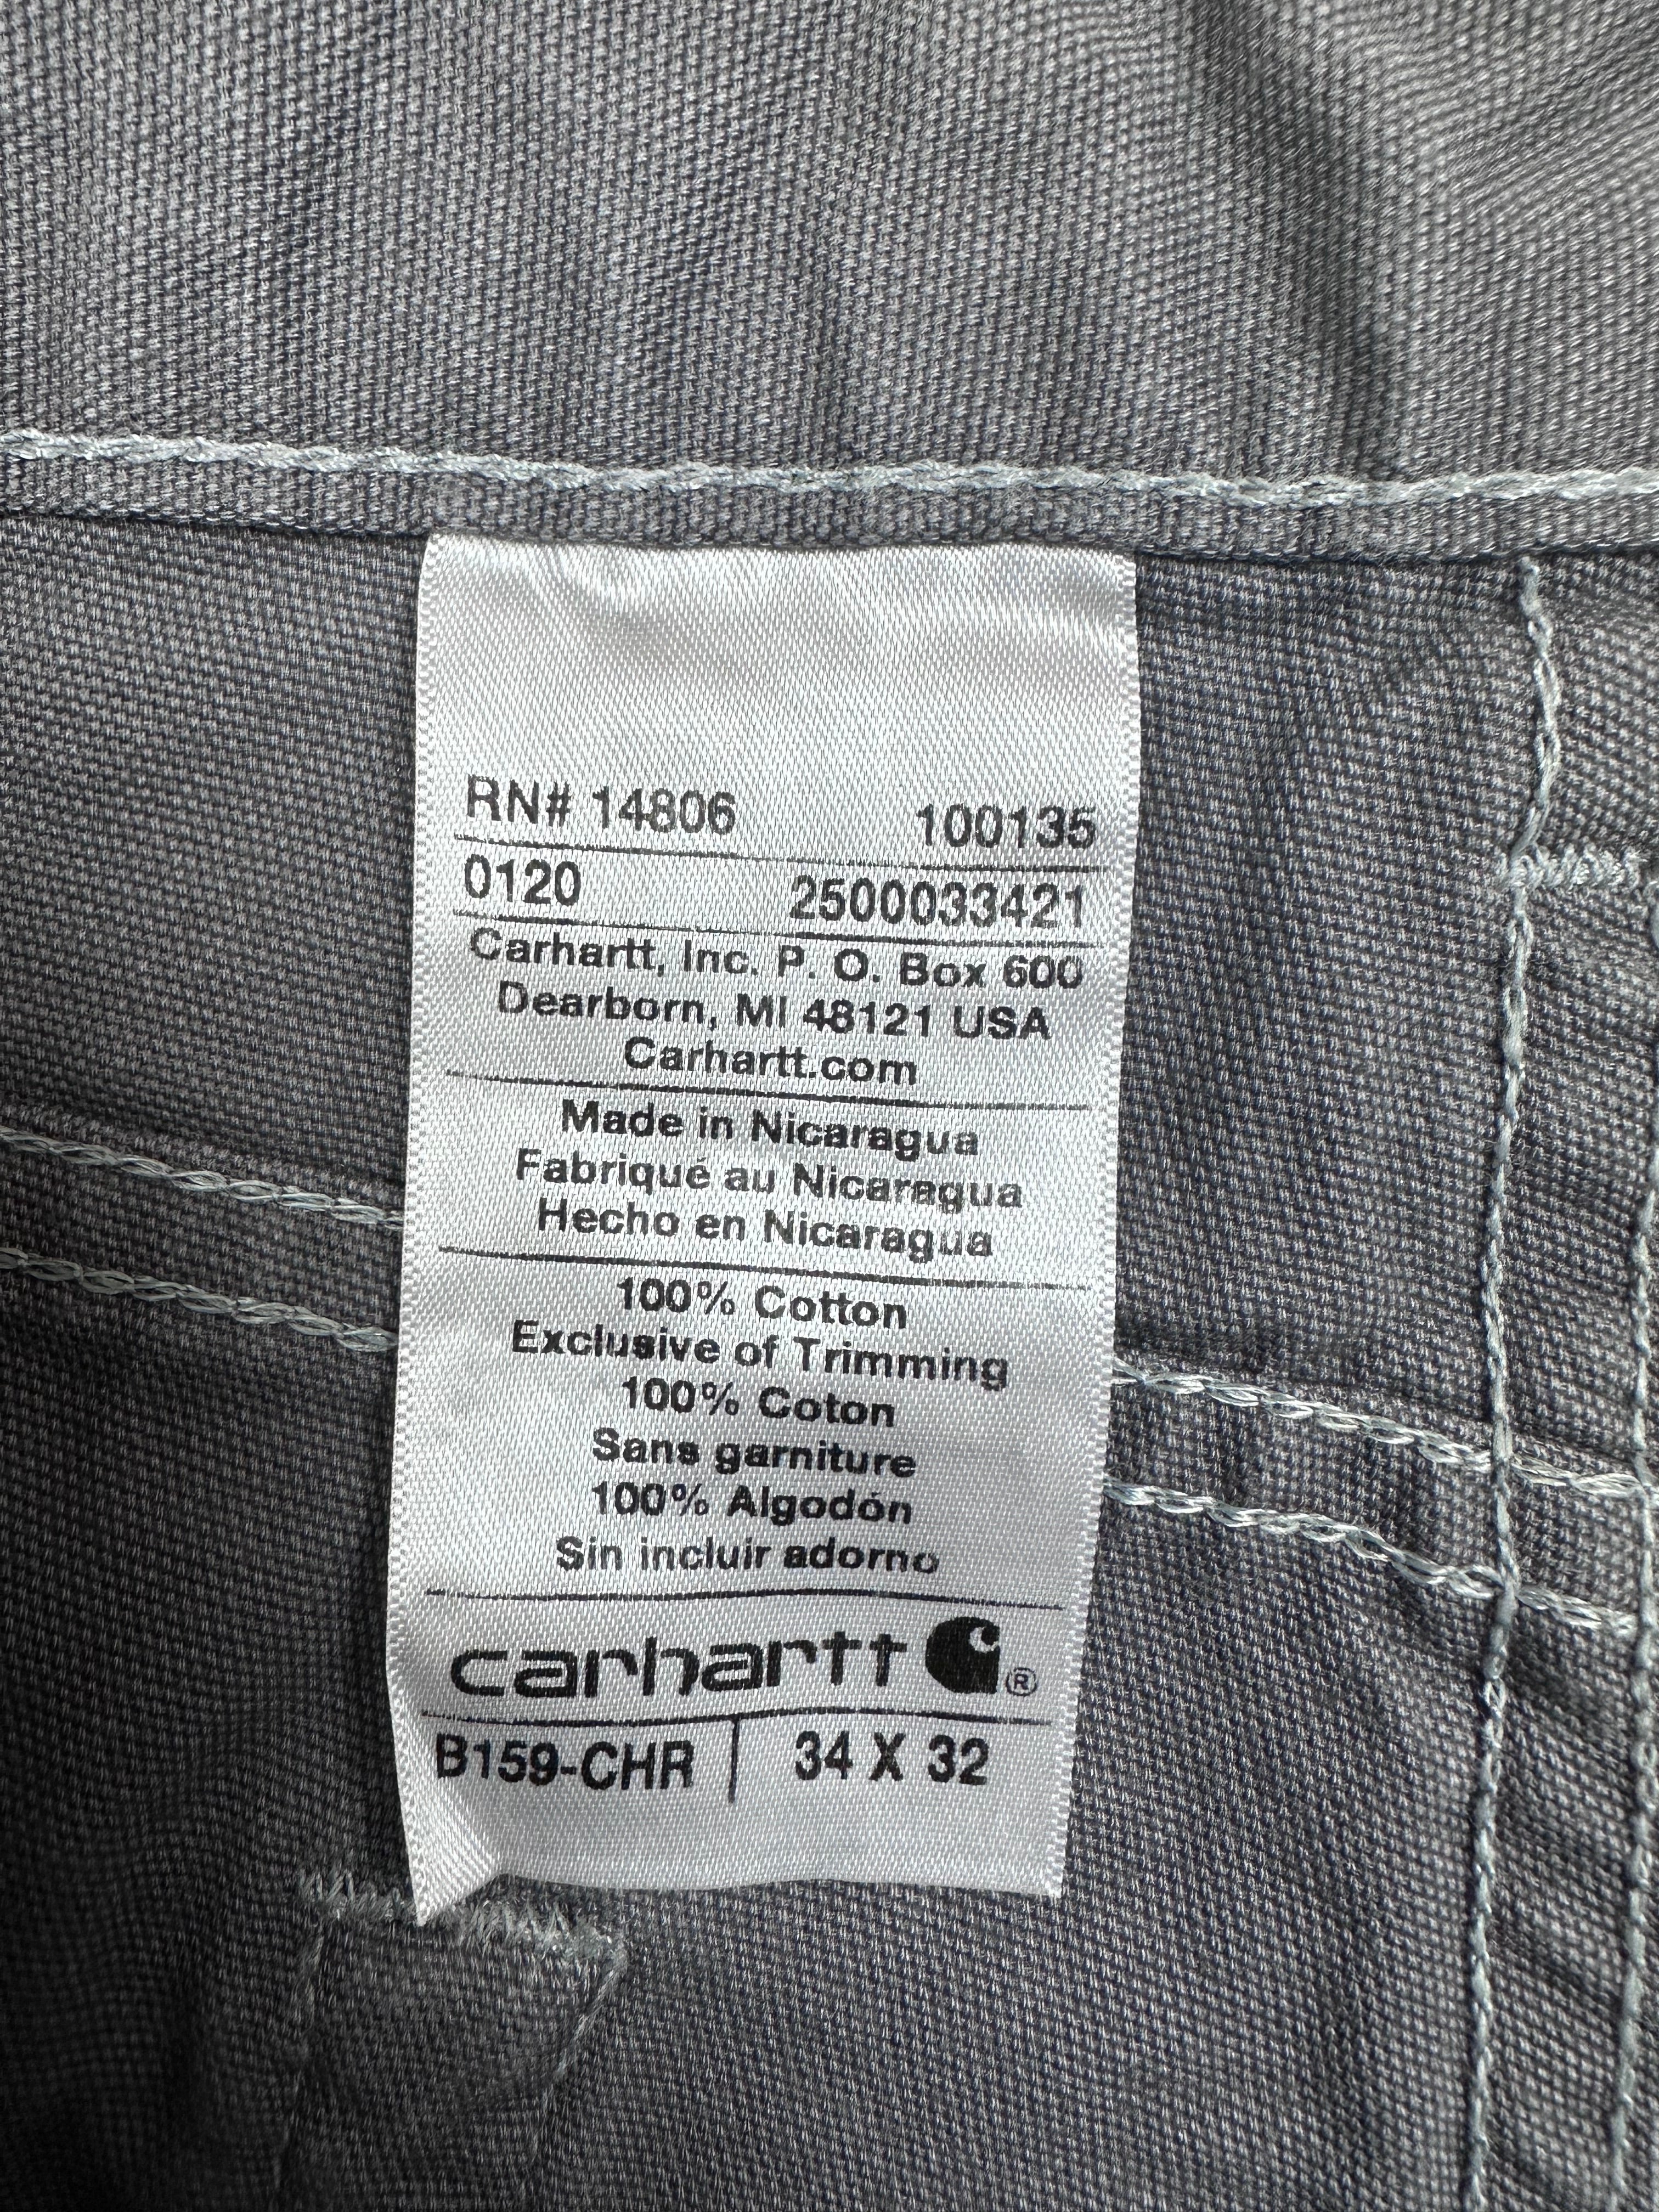 RN# 14806 100135
0120 2500033421
Carhartt, Inc. P. O. Box 600
Dearborn, MI 48121 USA
Carhartt.com
Made in Nicaragua
Fabriqué au Nicaragua
Hecho en Nicaragua
100% Cotton
Exclusive of Trimming
100% Coton
Sans garniture
100% Algodón
Sin incluir adorno
carhartt ®
B159-CHR | 34 X 32